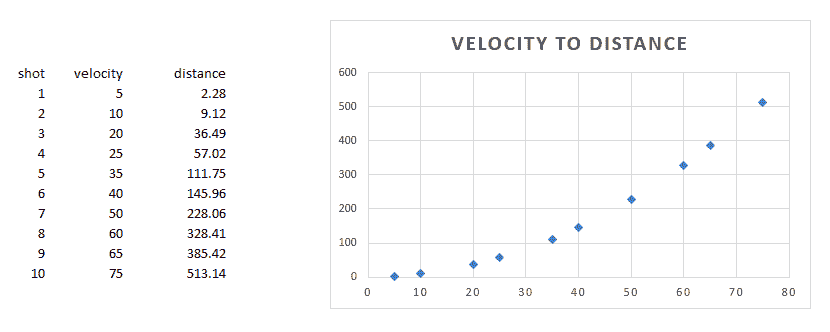 shot velocity distance
1 5 2.28
2 10 9.12
3 20 36.49
4 25 57.02
5 35 111.75
6 40 145.96
7 50 228.06
8 60 328.41
9 65 385.42
10 75 513.14
VELOCITY TO DISTANCE
600
500
400
300
200
100
0
0 10 20 30 40 50 60 70 80